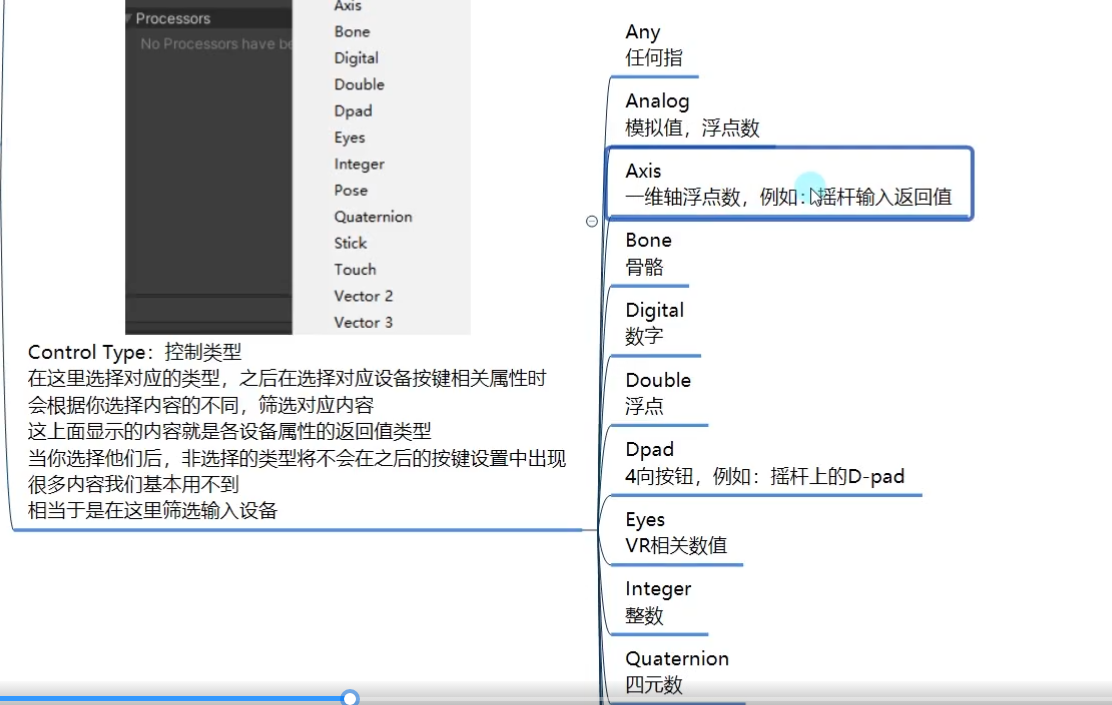 Processors
No Processors have be
Axis
Bone
Digital
Double
Dpad
Eyes
Integer
Pose
Quaternion
Stick
Touch
Vector 2
Vector 3
Control Type：控制类型
在这里选择对应的类型，之后在选择对应设备按键相关属性时
会根据你选择内容的不同，筛选对应内容
这上面显示的内容就是各设备属性的返回值类型
当你选择他们后，非选择的类型将不会在之后的按键设置中出现
很多内容我们基本用不到
相当于是在这里筛选输入设备
Any
任何指
Analog
模拟值，浮点数
Axis
一维轴浮点数，例如：摇杆输入返回值
Bone
骨骼
Digital
数字
Double
浮点
Dpad
4向按钮，例如：摇杆上的D-pad
Eyes
VR相关数值
Integer
整数
Quaternion
四元数